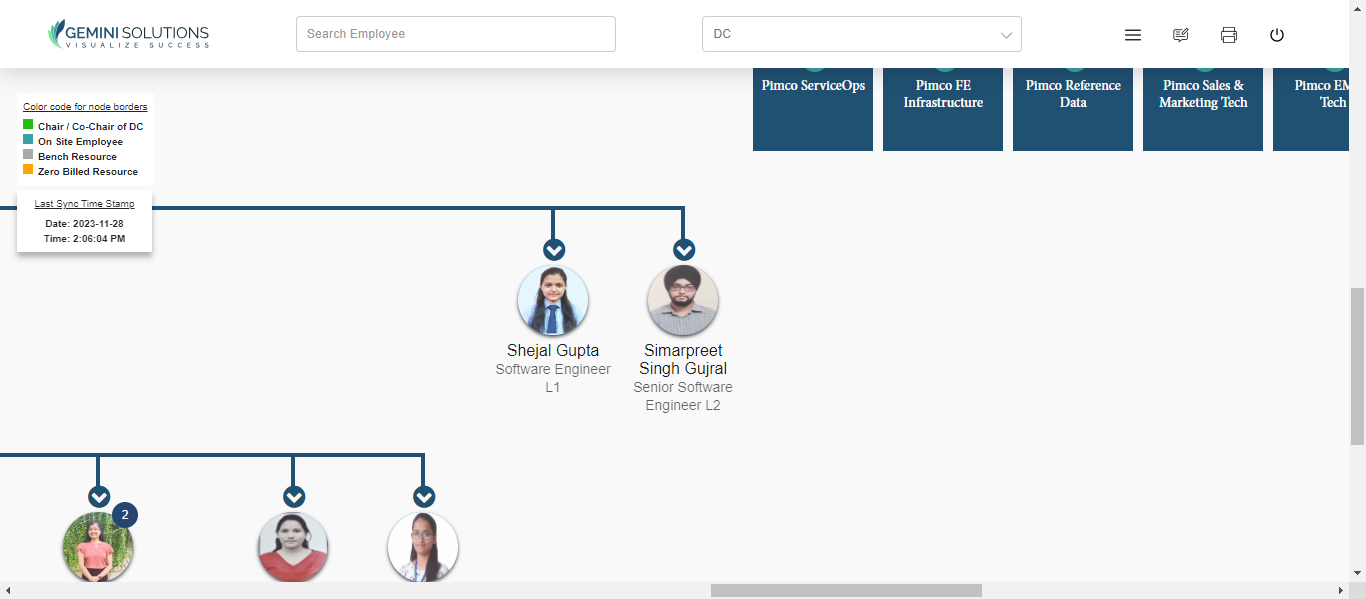 GEMINI SOLUTIONS
VISUALIZE SUCCESS
Search Employee
DC
Pimco ServiceOps
Pimco FE
Infrastructure
Pimco Reference
Data
Pimco Sales &
Marketing Tech
Pimco EM
Tech
Color code for node borders
Chair / Co-Chair of DC
On Site Employee
Bench Resource
Zero Billed Resource
Last Sync Time Stamp
Date: 2023-11-28
Time: 2:06:04 PM
Shejal Gupta
Software Engineer
L1
Simarpreet
Singh Gujral
Senior Software
Engineer L2
2